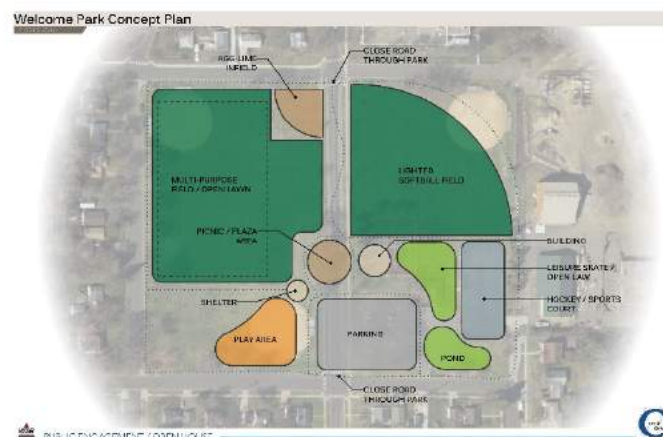 Welcome Park Concept Plan
AGG-LIME
INFIELD
CLOSE ROAD
THROUGH PARK
MULTI-PURPOSE
FIELD / OPEN LAWN
LIGHTED
SOFTBALL FIELD
PICNIC / PLAZA
AREA
BUILDING
LEISURE SKATE /
OPEN LAWN
SHELTER
HOCKEY / SPORTS
COURT
PLAY AREA
PARKING
POND
CLOSE ROAD
THROUGH PARK
PUBLIC ENGAGEMENT / OPEN HOUSE